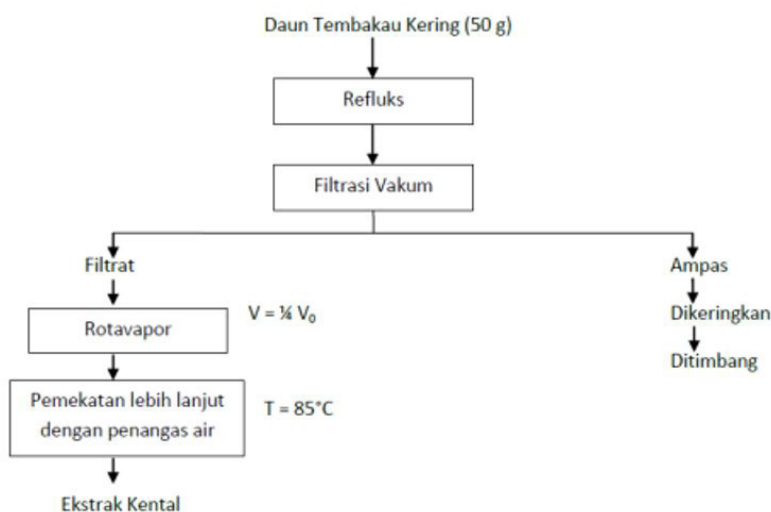 Daun Tembakau Kering (50 g)
Refluks
Filtrasi Vakum
Filtrat
Ampas
Rotavapor
V = ¼ V₀
Dikeringkan
Ditimbang
Pemekatan lebih lanjut
dengan penangas air
T = 85°C
Ekstrak Kental